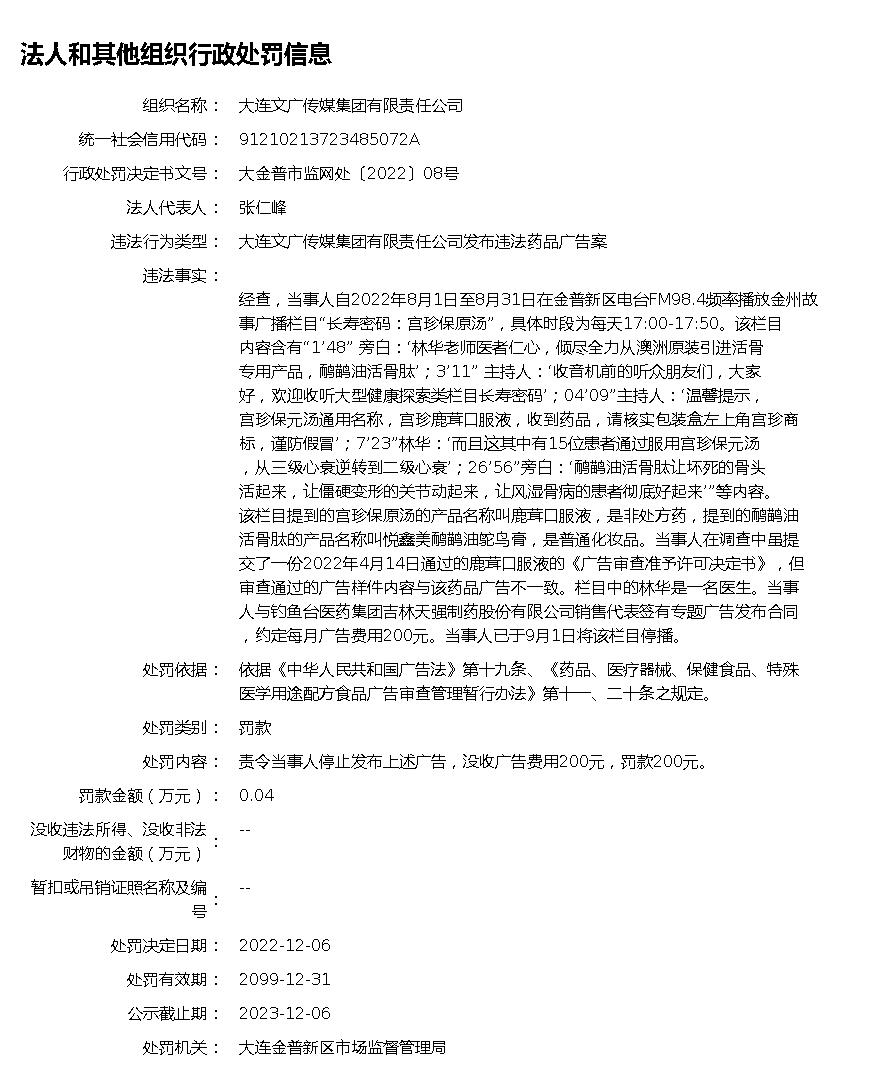 法人和其他组织行政处罚信息
组织名称： 大连文广传媒集团有限责任公司
统一社会信用代码： 91210213723485072A
行政处罚决定书文号： 大金普市监网处〔2022〕08号
法人代表人： 张仁峰
违法行为类型： 大连文广传媒集团有限责任公司发布违法药品广告案
违法事实：
经查，当事人自2022年8月1日至8月31日在金普新区电台FM98.4频率播放金州故
事广播栏目“长寿密码：宫珍保原汤”，具体时段为每天17:00-17:50。该栏目
内容含有“1’48” 旁白：‘林华老师医者仁心，倾尽全力从澳洲原装引进活骨
专用产品，鸸鹋油活骨肽’；3’11” 主持人：‘收音机前的听众朋友们，大家
好，欢迎收听大型健康探索类栏目长寿密码’；04’09”主持人：‘温馨提示，
宫珍保元汤通用名称，宫珍鹿茸口服液，收到药品，请核实包装盒左上角宫珍商
标，谨防假冒’；7’23”林华：‘而且这其中有15位患者通过服用宫珍保元汤
，从三级心衰逆转到二级心衰’；26’56”旁白：‘鸸鹋油活骨肽让坏死的骨头
活起来，让僵硬变形的关节动起来，让风湿骨病的患者彻底好起来’”等内容。
该栏目提到的宫珍保原汤的产品名称叫鹿茸口服液，是非处方药，提到的鸸鹋油
活骨肽的产品名称叫悦鑫美鸸鹋油鸵鸟膏，是普通化妆品。当事人在调查中虽提
交了一份2022年4月14日通过的鹿茸口服液的《广告审查准予许可决定书》，但
审查通过的广告样件内容与该药品广告不一致。栏目中的林华是一名医生。当事
人与钓鱼台医药集团吉林天强制药股份有限公司销售代表签有专题广告发布合同
，约定每月广告费用200元。当事人已于9月1日将该栏目停播。
处罚依据： 依据《中华人民共和国广告法》第十九条、《药品、医疗器械、保健食品、特殊
医学用途配方食品广告审查管理暂行办法》第十一、二十条之规定。
处罚类别： 罚款
处罚内容： 责令当事人停止发布上述广告，没收广告费用200元，罚款200元。
罚款金额（万元）： 0.04
没收违法所得、没收非法
财物的金额（万元）： --
暂扣或吊销证照名称及编
号： --
处罚决定日期： 2022-12-06
处罚有效期： 2099-12-31
公示截止期： 2023-12-06
处罚机关： 大连金普新区市场监督管理局